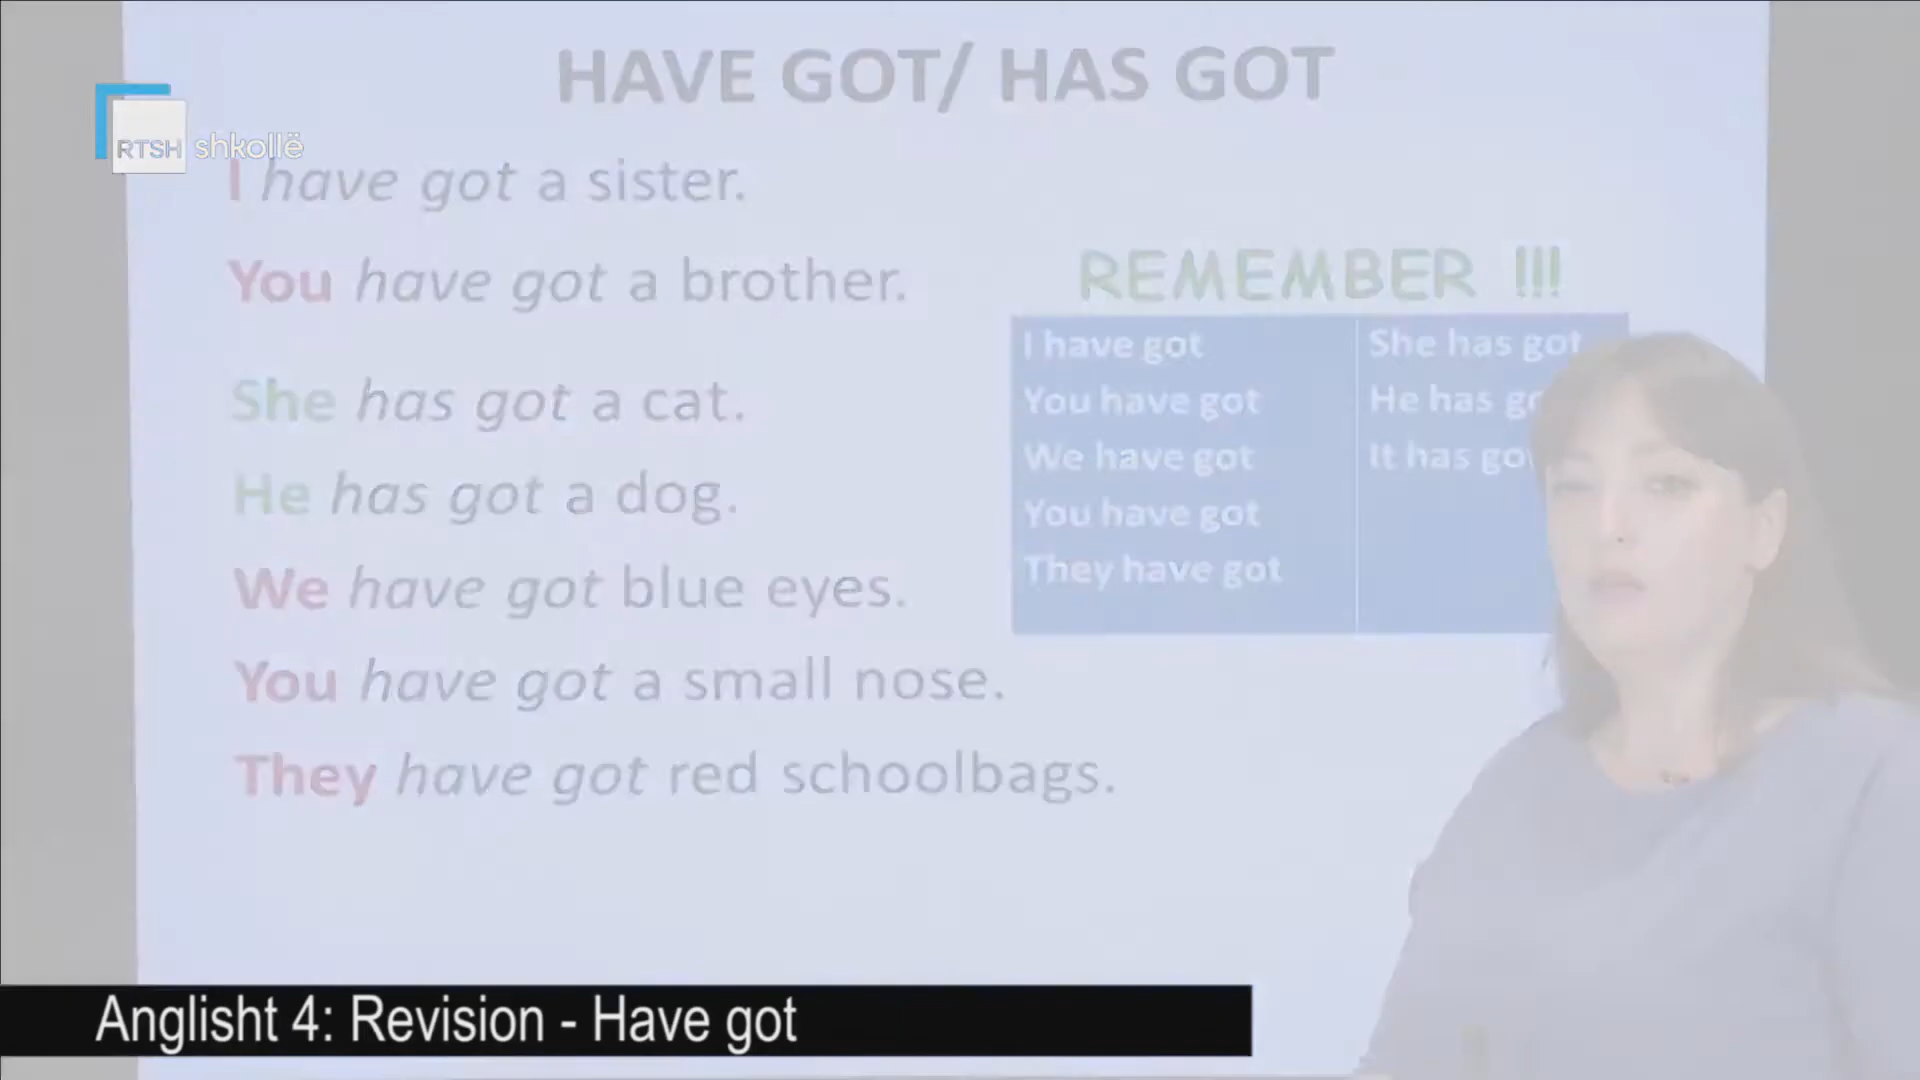 HAVE GOT/ HAS GOT
RTSH shkollë
I have got a sister.
You have got a brother.
She has got a cat.
He has got a dog.
We have got blue eyes.
You have got a small nose.
They have got red schoolbags.
REMEMBER !!!
I have got
You have got
We have got
You have got
They have got
She has got
He has
It has
Anglisht 4: Revision - Have got